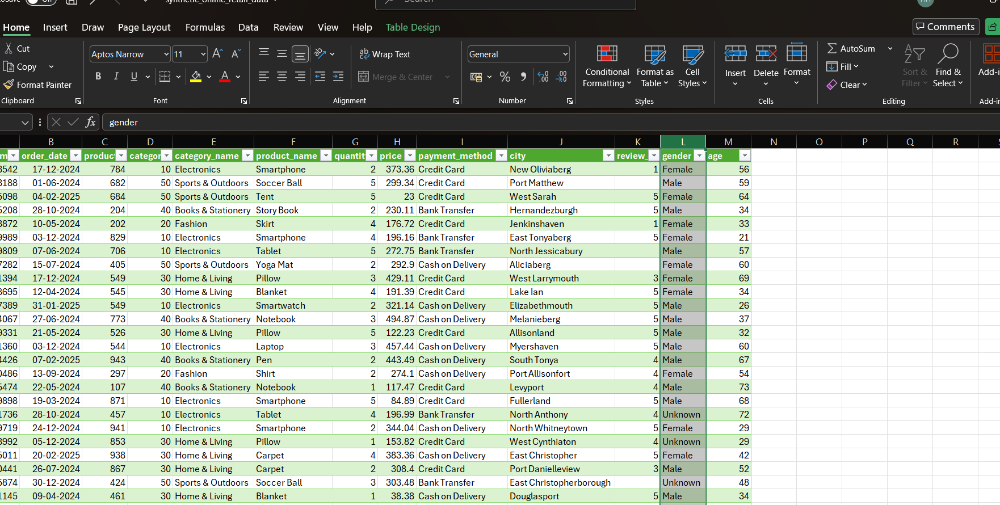 synthetic_online_retail_data
Search
Home Insert Draw Page Layout Formulas Data Review View Help Table Design Comments
Cut
Copy
Format Painter
Clipboard
Aptos Narrow 11
B I U A
Font
Wrap Text
Merge & Center
Alignment
General
% 
Number
Conditional Formatting
Format as Table
Cell Styles
Styles
Insert
Delete
Format
Cells
AutoSum
Fill
Clear
Sort & Filter
Find & Select
Editing
fx gender
B C D E F G H I J K L M N O P Q R
order_date product categor category_name product_name quantit price payment_method city review_ gender age
3542 17-12-2024 784 10 Electronics Smartphone 2 373.36 Credit Card New Oliviaberg 1 Female 56
3188 01-06-2024 682 50 Sports & Outdoors Soccer Ball 5 299.34 Credit Card Port Matthew Male 59
5098 04-02-2025 684 50 Sports & Outdoors Tent 5 23 Credit Card West Sarah 5 Female 64
5208 28-10-2024 204 40 Books & Stationery Story Book 2 230.11 Bank Transfer Hernandezburgh 5 Male 34
3872 10-05-2024 202 20 Fashion Skirt 4 176.72 Credit Card Jenkinshaven 1 Female 33
9989 03-12-2024 829 10 Electronics Smartphone 4 196.16 Bank Transfer East Tonyaberg 5 Female 21
9809 07-06-2024 706 10 Electronics Tablet 5 272.75 Bank Transfer North Jessicabury Male 57
7282 15-07-2024 405 50 Sports & Outdoors Yoga Mat 2 292.9 Cash on Delivery Aliciaberg Female 60
1394 17-12-2024 549 30 Home & Living Pillow 3 429.11 Credit Card West Larrymouth 3 Female 69
3695 12-04-2024 545 30 Home & Living Blanket 4 191.39 Credit Card Lake Ian 5 Female 34
7389 31-01-2025 549 10 Electronics Smartwatch 2 321.14 Cash on Delivery Elizabethmouth 5 Male 26
4067 27-06-2024 773 40 Books & Stationery Notebook 3 494.87 Cash on Delivery Melanieberg 5 Male 37
9331 21-05-2024 526 30 Home & Living Pillow 5 122.23 Credit Card Allisonland 5 Male 32
1360 03-12-2024 544 10 Electronics Laptop 3 457.44 Cash on Delivery Myershaven 5 Male 60
4426 07-02-2025 943 40 Books & Stationery Pen 2 443.49 Cash on Delivery South Tonya 4 Male 67
0486 13-09-2024 297 20 Fashion Shirt 2 274.1 Cash on Delivery Port Allisonfort 4 Female 54
5474 22-05-2024 107 40 Books & Stationery Notebook 1 117.47 Credit Card Levyport 4 Male 73
9898 19-03-2024 871 10 Electronics Smartphone 5 84.89 Credit Card Fullerland 5 Male 68
1736 28-10-2024 457 10 Electronics Tablet 4 196.99 Bank Transfer North Anthony 4 Unknown 72
9719 24-12-2024 941 10 Electronics Smartphone 2 344.04 Cash on Delivery North Whitneytown 5 Female 29
3992 05-12-2024 853 30 Home & Living Pillow 1 153.82 Credit Card West Cynthiaton 4 Unknown 29
5011 20-02-2025 938 30 Home & Living Carpet 4 383.36 Cash on Delivery East Christopher 5 Female 42
0441 26-07-2024 867 30 Home & Living Carpet 2 308.4 Credit Card Port Danielleview 3 Male 52
5874 30-12-2024 424 50 Sports & Outdoors Soccer Ball 3 303.48 Bank Transfer East Christopherborough Unknown 48
1145 09-04-2024 461 30 Home & Living Blanket 1 38.38 Cash on Delivery Douglasport 5 Male 34